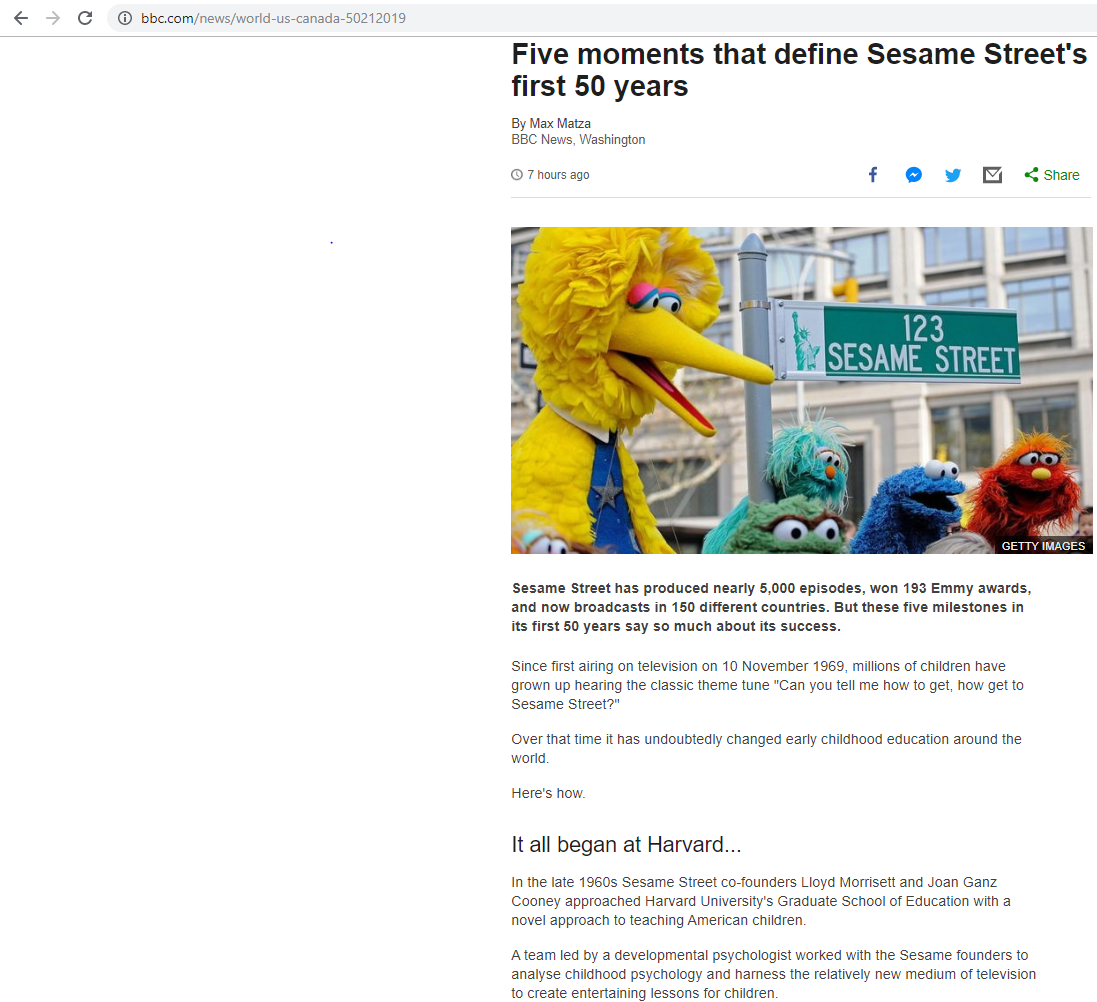 bbc.com/news/world-us-canada-50212019
Five moments that define Sesame Street's
first 50 years
By Max Matza
BBC News, Washington
7 hours ago
Share
123
SESAME STREET
GETTY IMAGES
Sesame Street has produced nearly 5,000 episodes, won 193 Emmy awards,
and now broadcasts in 150 different countries. But these five milestones in
its first 50 years say so much about its success.
Since first airing on television on 10 November 1969, millions of children have
grown up hearing the classic theme tune "Can you tell me how to get, how get to
Sesame Street?"
Over that time it has undoubtedly changed early childhood education around the
world.
Here's how.
It all began at Harvard...
In the late 1960s Sesame Street co-founders Lloyd Morrisett and Joan Ganz
Cooney approached Harvard University's Graduate School of Education with a
novel approach to teaching American children.
A team led by a developmental psychologist worked with the Sesame founders to
analyse childhood psychology and harness the relatively new medium of television
to create entertaining lessons for children.